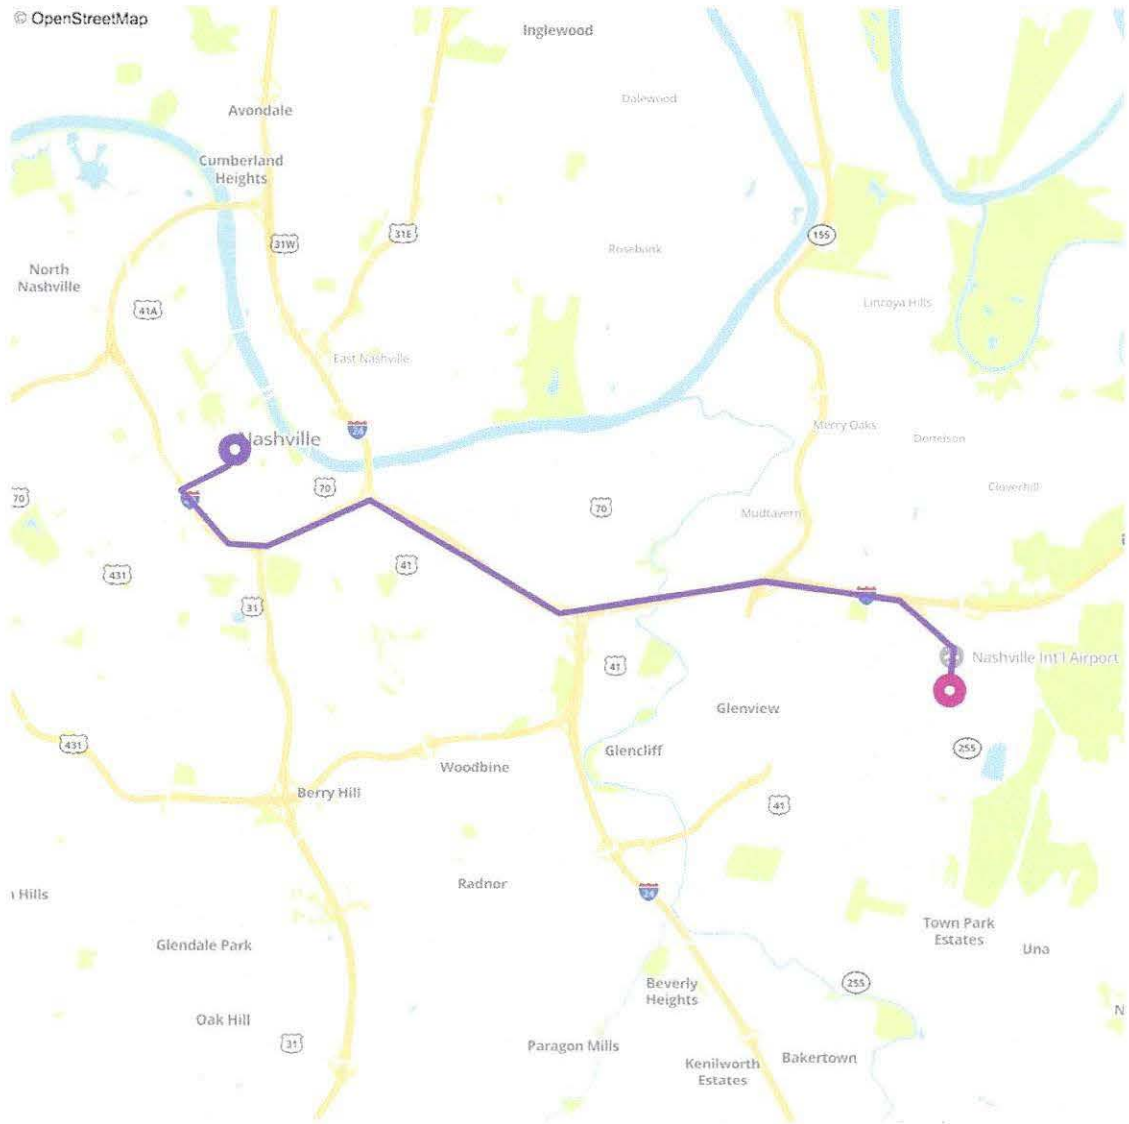 © OpenStreetMap
Inglewood
Dalewood
Avondale
Cumberland
Heights
31W
31E
155
Rosebank
North
Nashville
41A
Lincoya Hills
East Nashville
24
Nashville
Merry Oaks
Donelson
70
70
70
Cloverhill
Mudtavern
41
431
31
41
Nashville Int'l Airport
Glenview
431
Glencliff
255
Woodbine
Berry Hill
41
Radnor
24
Hills
Town Park
Estates
Una
Glendale Park
Beverly
Heights
255
Oak Hill
31
Paragon Mills
Kenilworth
Estates
Bakertown
N